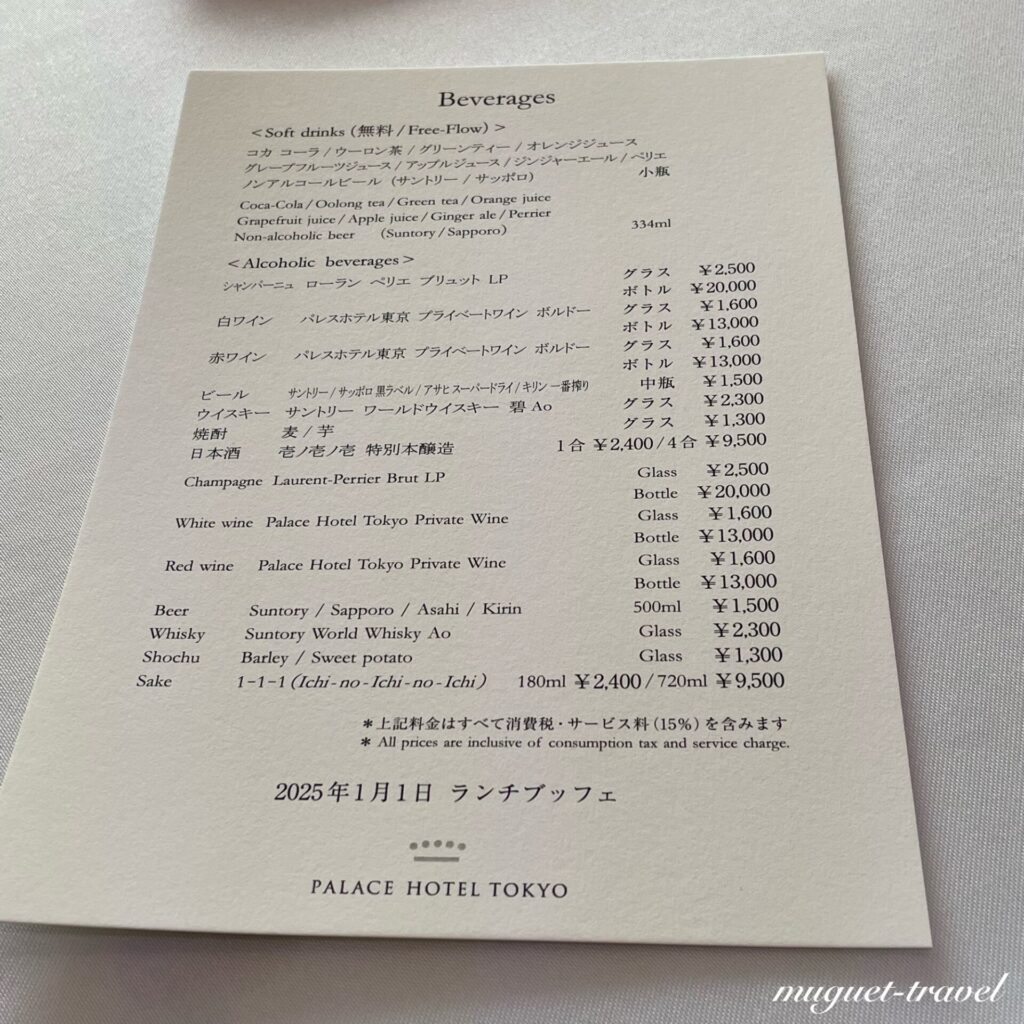 Beverages
<Soft drinks (無料/Free-Flow)>
コカ コーラ/ウーロン茶/グリーンティー/オレンジジュース
グレープフルーツジュース/アップルジュース/ジンジャーエール/ペリエ
ノンアルコールビール (サントリー/サッポロ) 小瓶
Coca-Cola/Oolong tea/Green tea/Orange juice
Grapefruit juice/Apple juice/Ginger ale/Perrier
Non-alcoholic beer (Suntory/Sapporo) 334ml
<Alcoholic beverages>
シャンパーニュ ローラン ペリエ ブリュット LP グラス ¥2,500
ボトル ¥20,000
白ワイン パレスホテル東京 プライベートワイン ボルドー グラス ¥1,600
ボトル ¥13,000
赤ワイン パレスホテル東京 プライベートワイン ボルドー グラス ¥1,600
ボトル ¥13,000
ビール サントリー/サッポロ 黒ラベル/アサヒ スーパードライ/キリン 一番搾り 中瓶 ¥1,500
ウイスキー サントリー ワールドウイスキー 碧 Ao グラス ¥2,300
焼酎 麦/芋 グラス ¥1,300
日本酒 壱ノ壱ノ壱 特別本醸造 1合 ¥2,400/4合 ¥9,500
Champagne Laurent-Perrier Brut LP Glass ¥2,500
Bottle ¥20,000
White wine Palace Hotel Tokyo Private Wine Glass ¥1,600
Bottle ¥13,000
Red wine Palace Hotel Tokyo Private Wine Glass ¥1,600
Bottle ¥13,000
Beer Suntory / Sapporo / Asahi / Kirin 500ml ¥1,500
Whisky Suntory World Whisky Ao Glass ¥2,300
Shochu Barley / Sweet potato Glass ¥1,300
Sake 1-1-1 (Ichi-no-Ichi-no-Ichi) 180ml ¥2,400/720ml ¥9,500
*上記料金はすべて消費税・サービス料(15%)を含みます
* All prices are inclusive of consumption tax and service charge.
2025年1月1日 ランチブッフェ
PALACE HOTEL TOKYO
muguet-travel